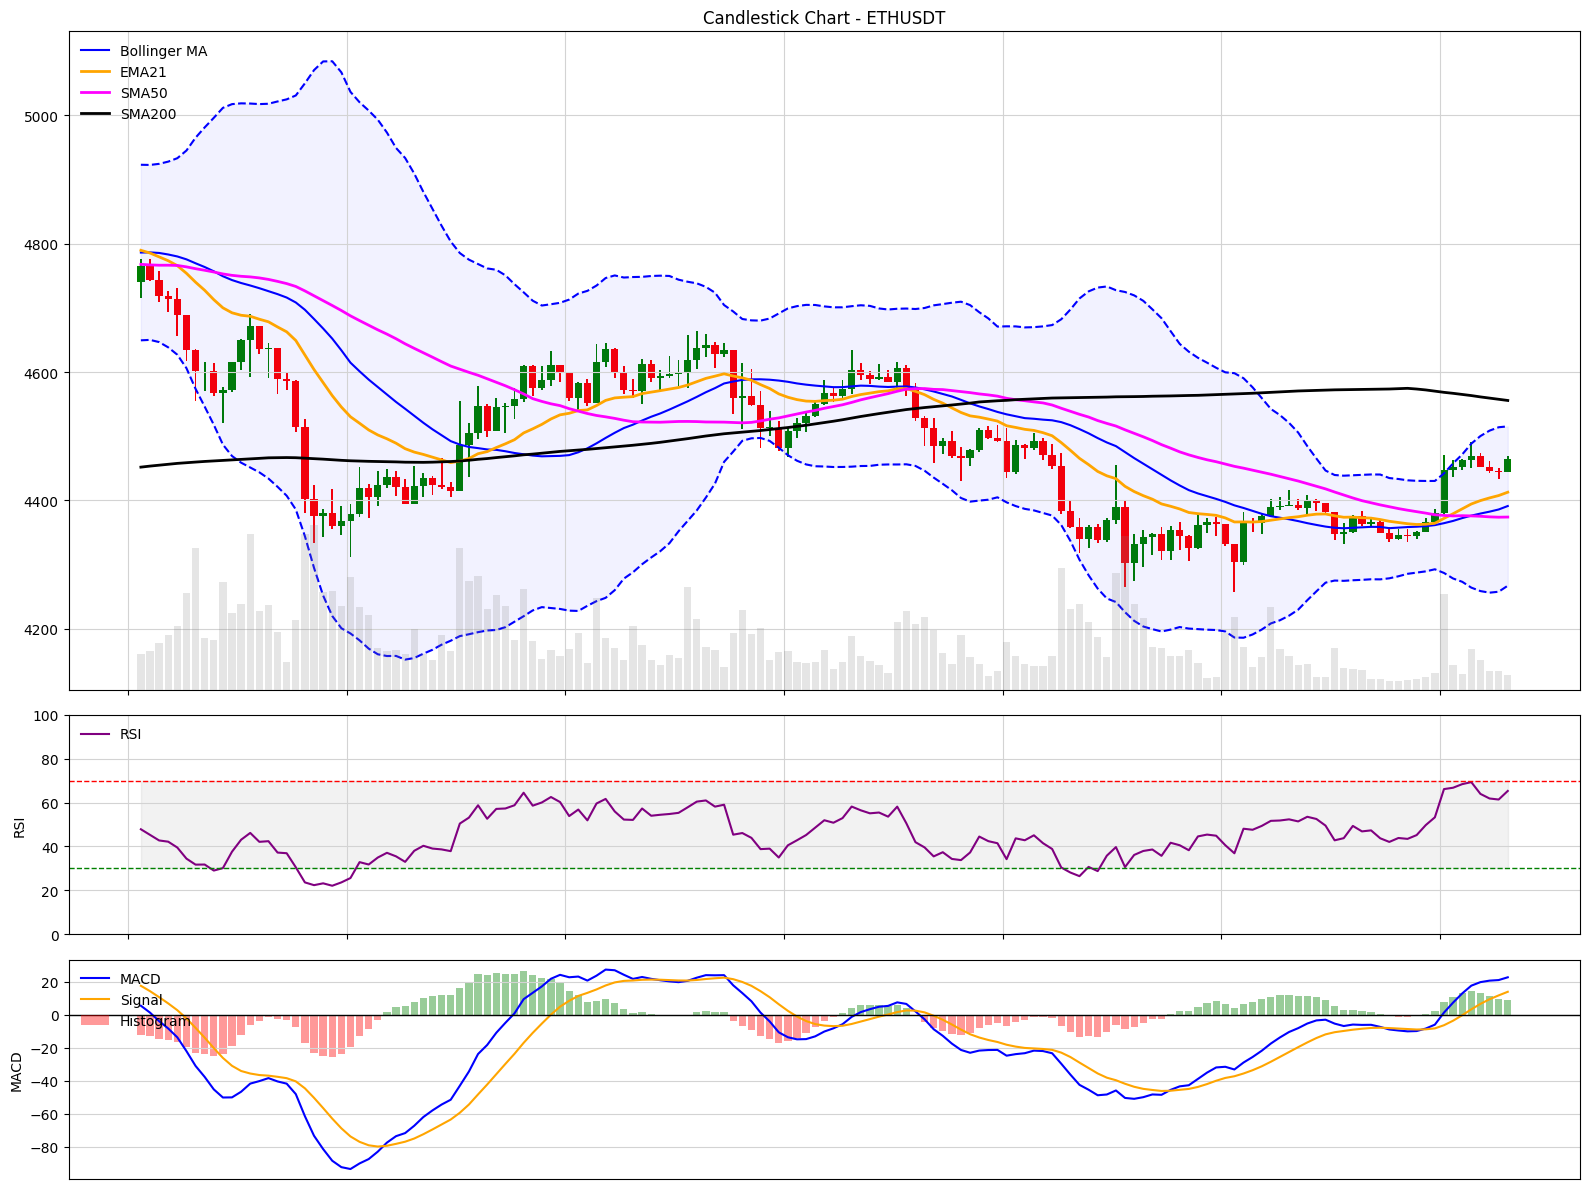 Candlestick Chart - ETHUSDT
Bollinger MA
EMA21
SMA50
SMA200
5000
4800
4600
4400
4200
100
80
60
40
20
0
RSI
RSI
20
0
−20
−40
−60
−80
MACD
MACD
Signal
Histogram